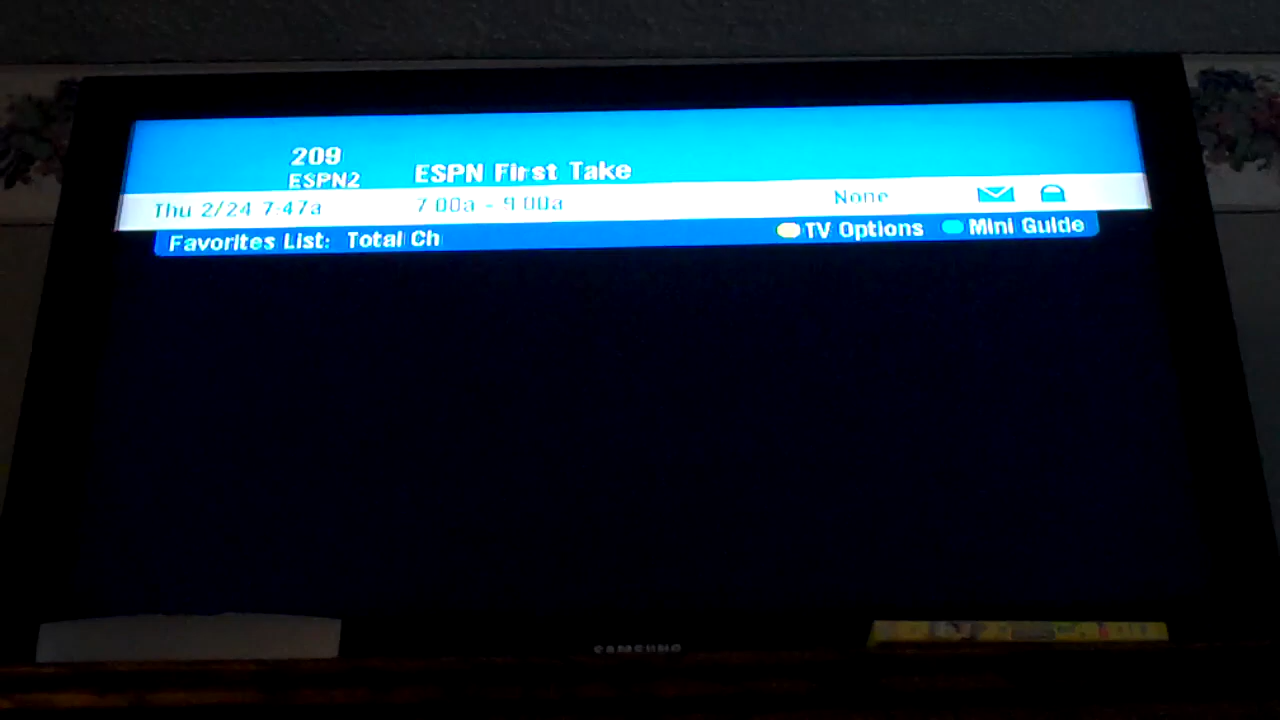 209
ESPN2 ESPN First Take
Thu 2/24 7:47a 7:00a - 9:00a None
Favorites List: Total Ch TV Options Mini Guide
SAMSUNG